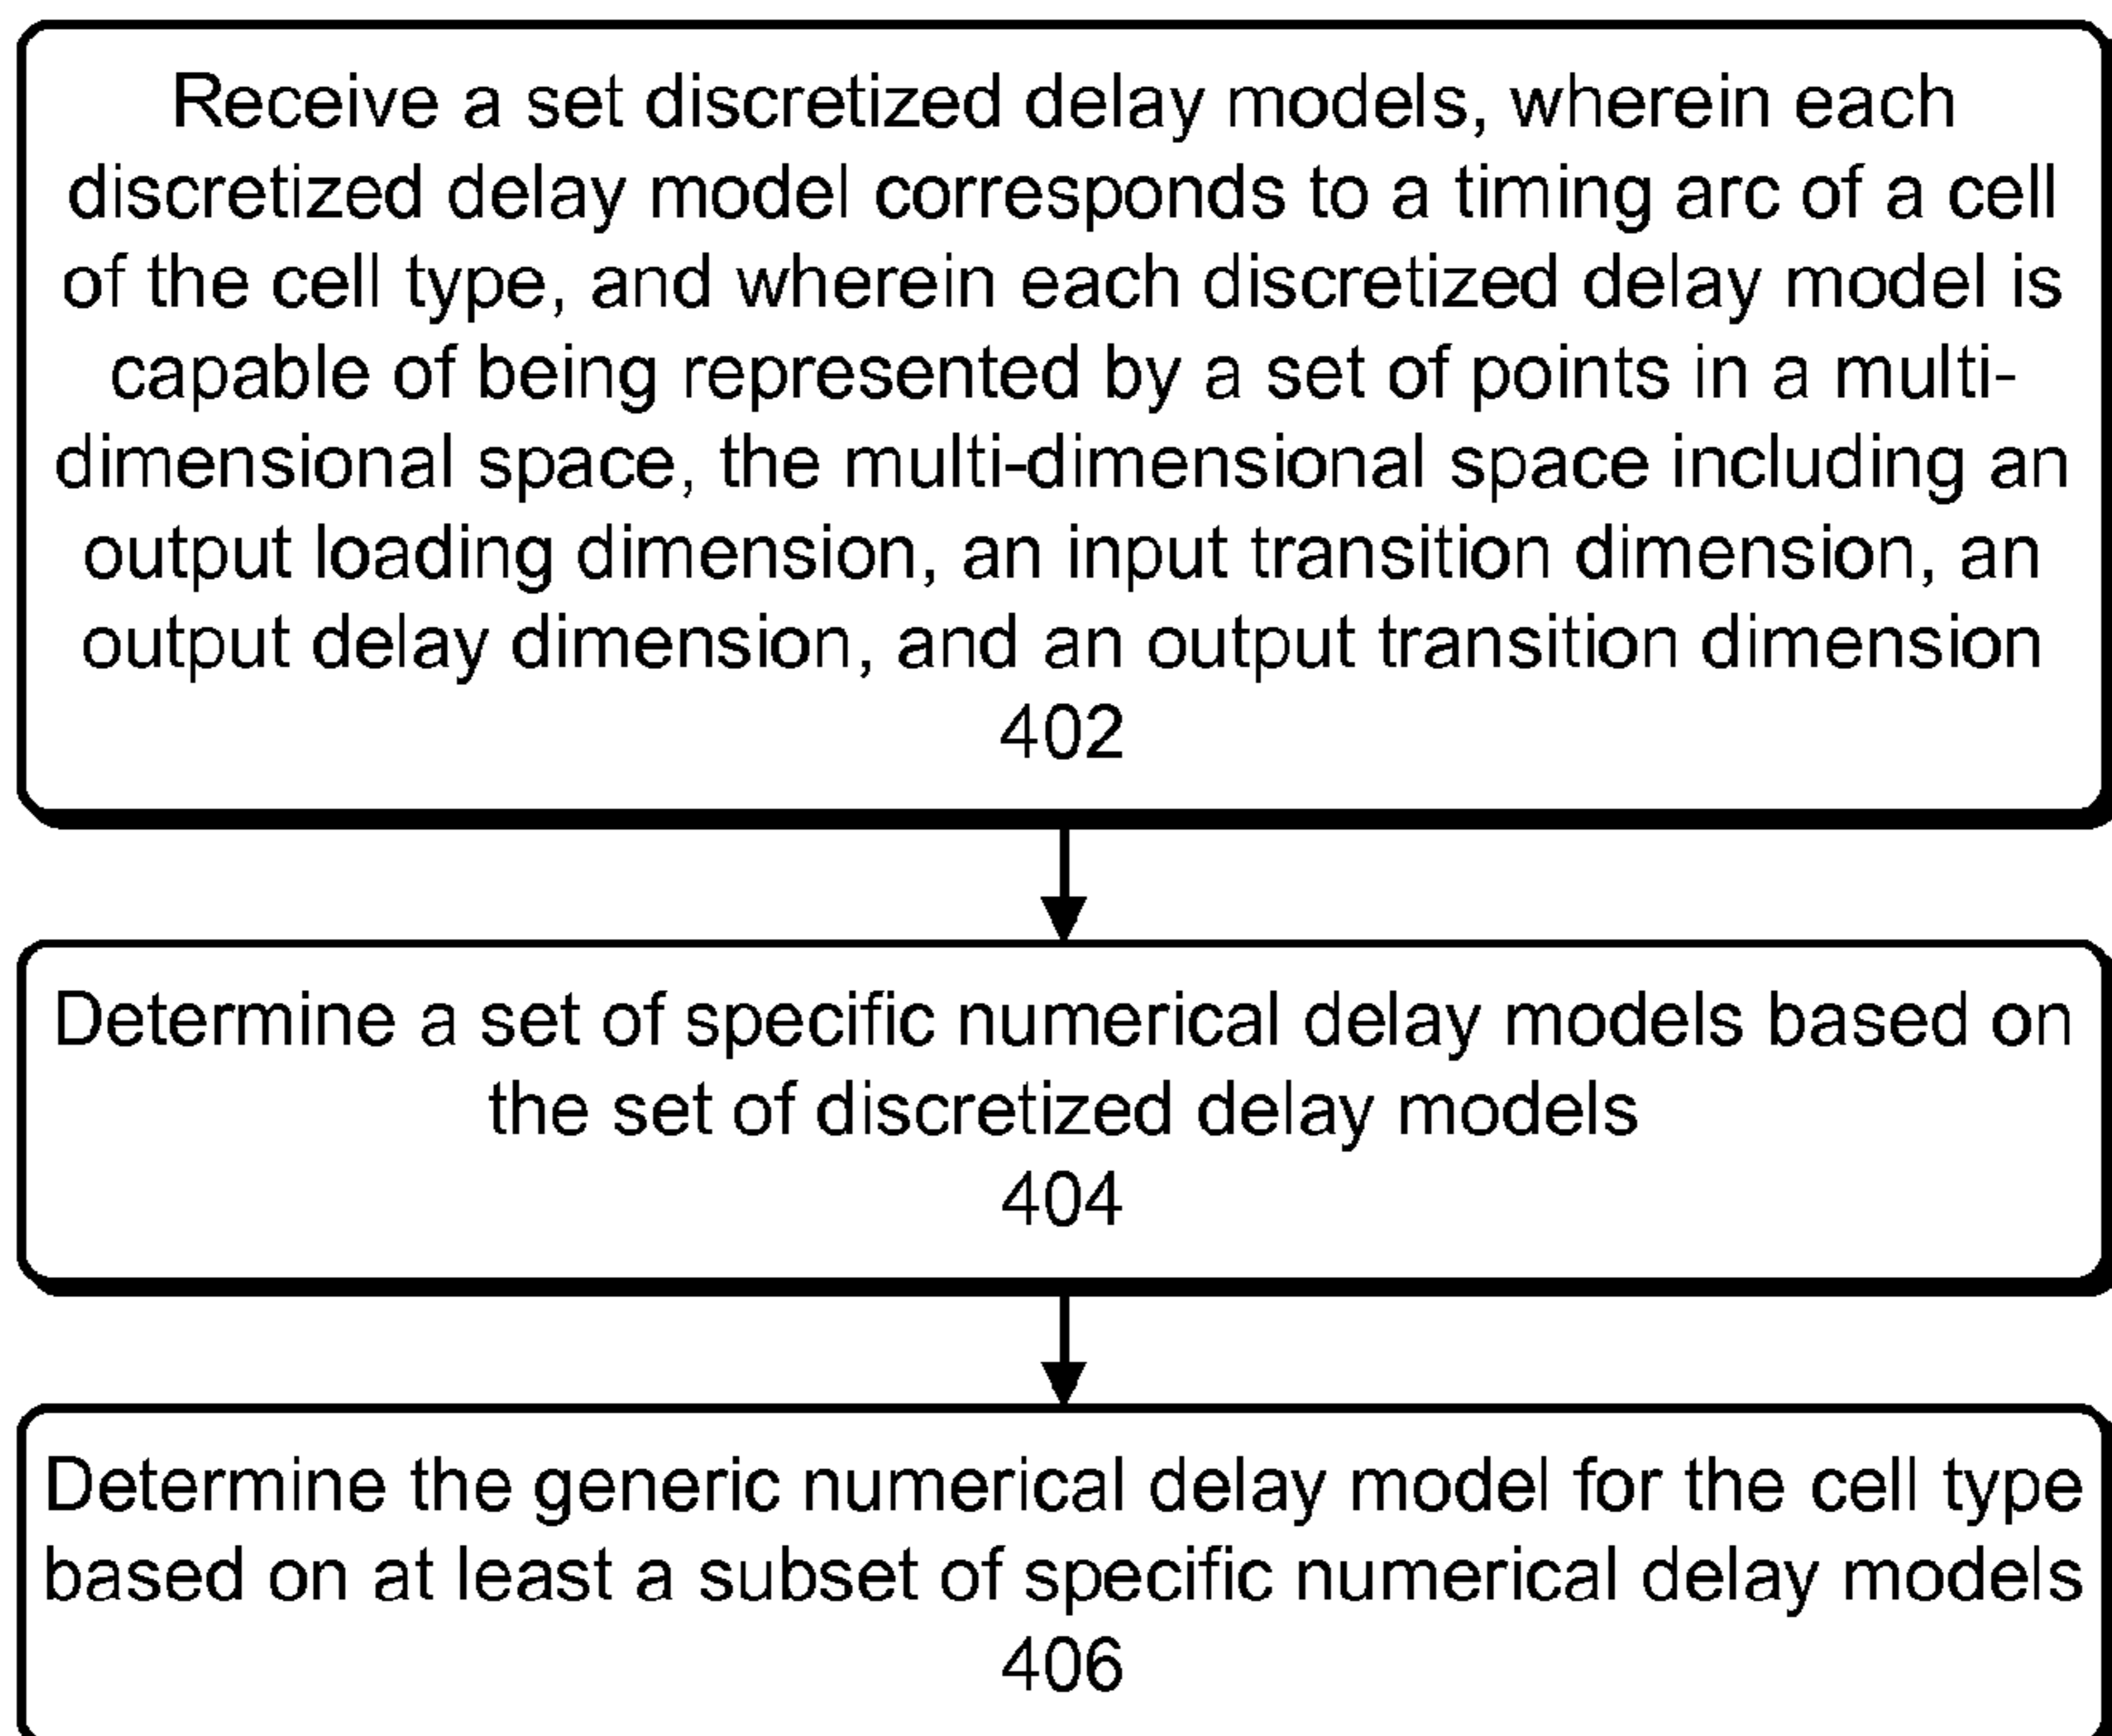 Receive a set discretized delay models, wherein each
discretized delay model corresponds to a timing arc of a cell
of the cell type, and wherein each discretized delay model is
capable of being represented by a set of points in a multi-
dimensional space, the multi-dimensional space including an
output loading dimension, an input transition dimension, an
output delay dimension, and an output transition dimension
402
Determine a set of specific numerical delay models based on
the set of discretized delay models
404
Determine the generic numerical delay model for the cell type
based on at least a subset of specific numerical delay models
406